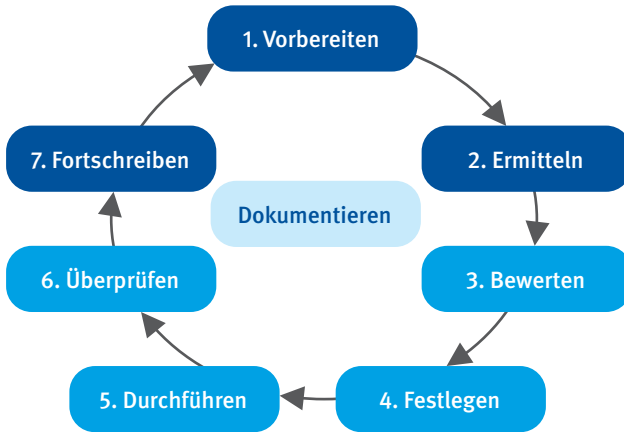 1. Vorbereiten
2. Ermitteln
3. Bewerten
4. Festlegen
5. Durchführen
6. Überprüfen
7. Fortschreiben
Dokumentieren